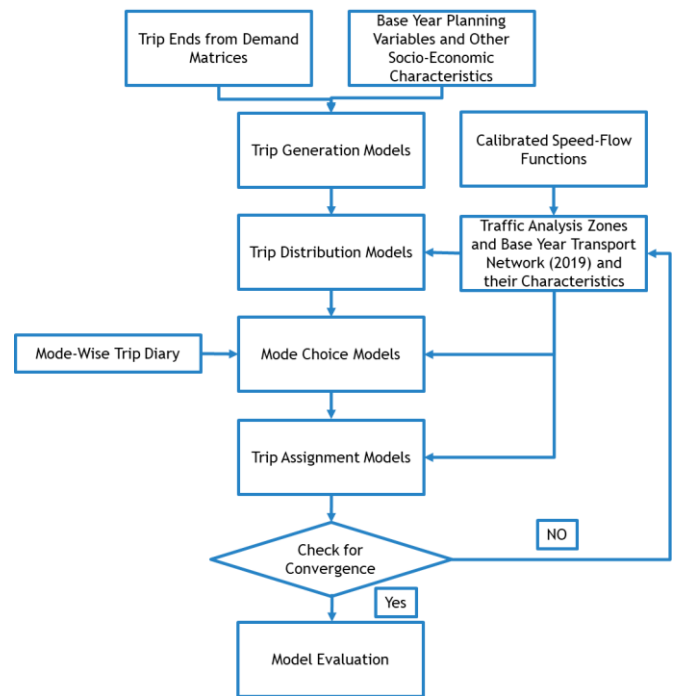 Trip Ends from Demand
Matrices
Base Year Planning
Variables and Other
Socio-Economic
Characteristics
Trip Generation Models
Calibrated Speed-Flow
Functions
Trip Distribution Models
Traffic Analysis Zones
and Base Year Transport
Network (2019) and
their Characteristics
Mode-Wise Trip Diary
Mode Choice Models
Trip Assignment Models
Check for
Convergence
NO
Yes
Model Evaluation